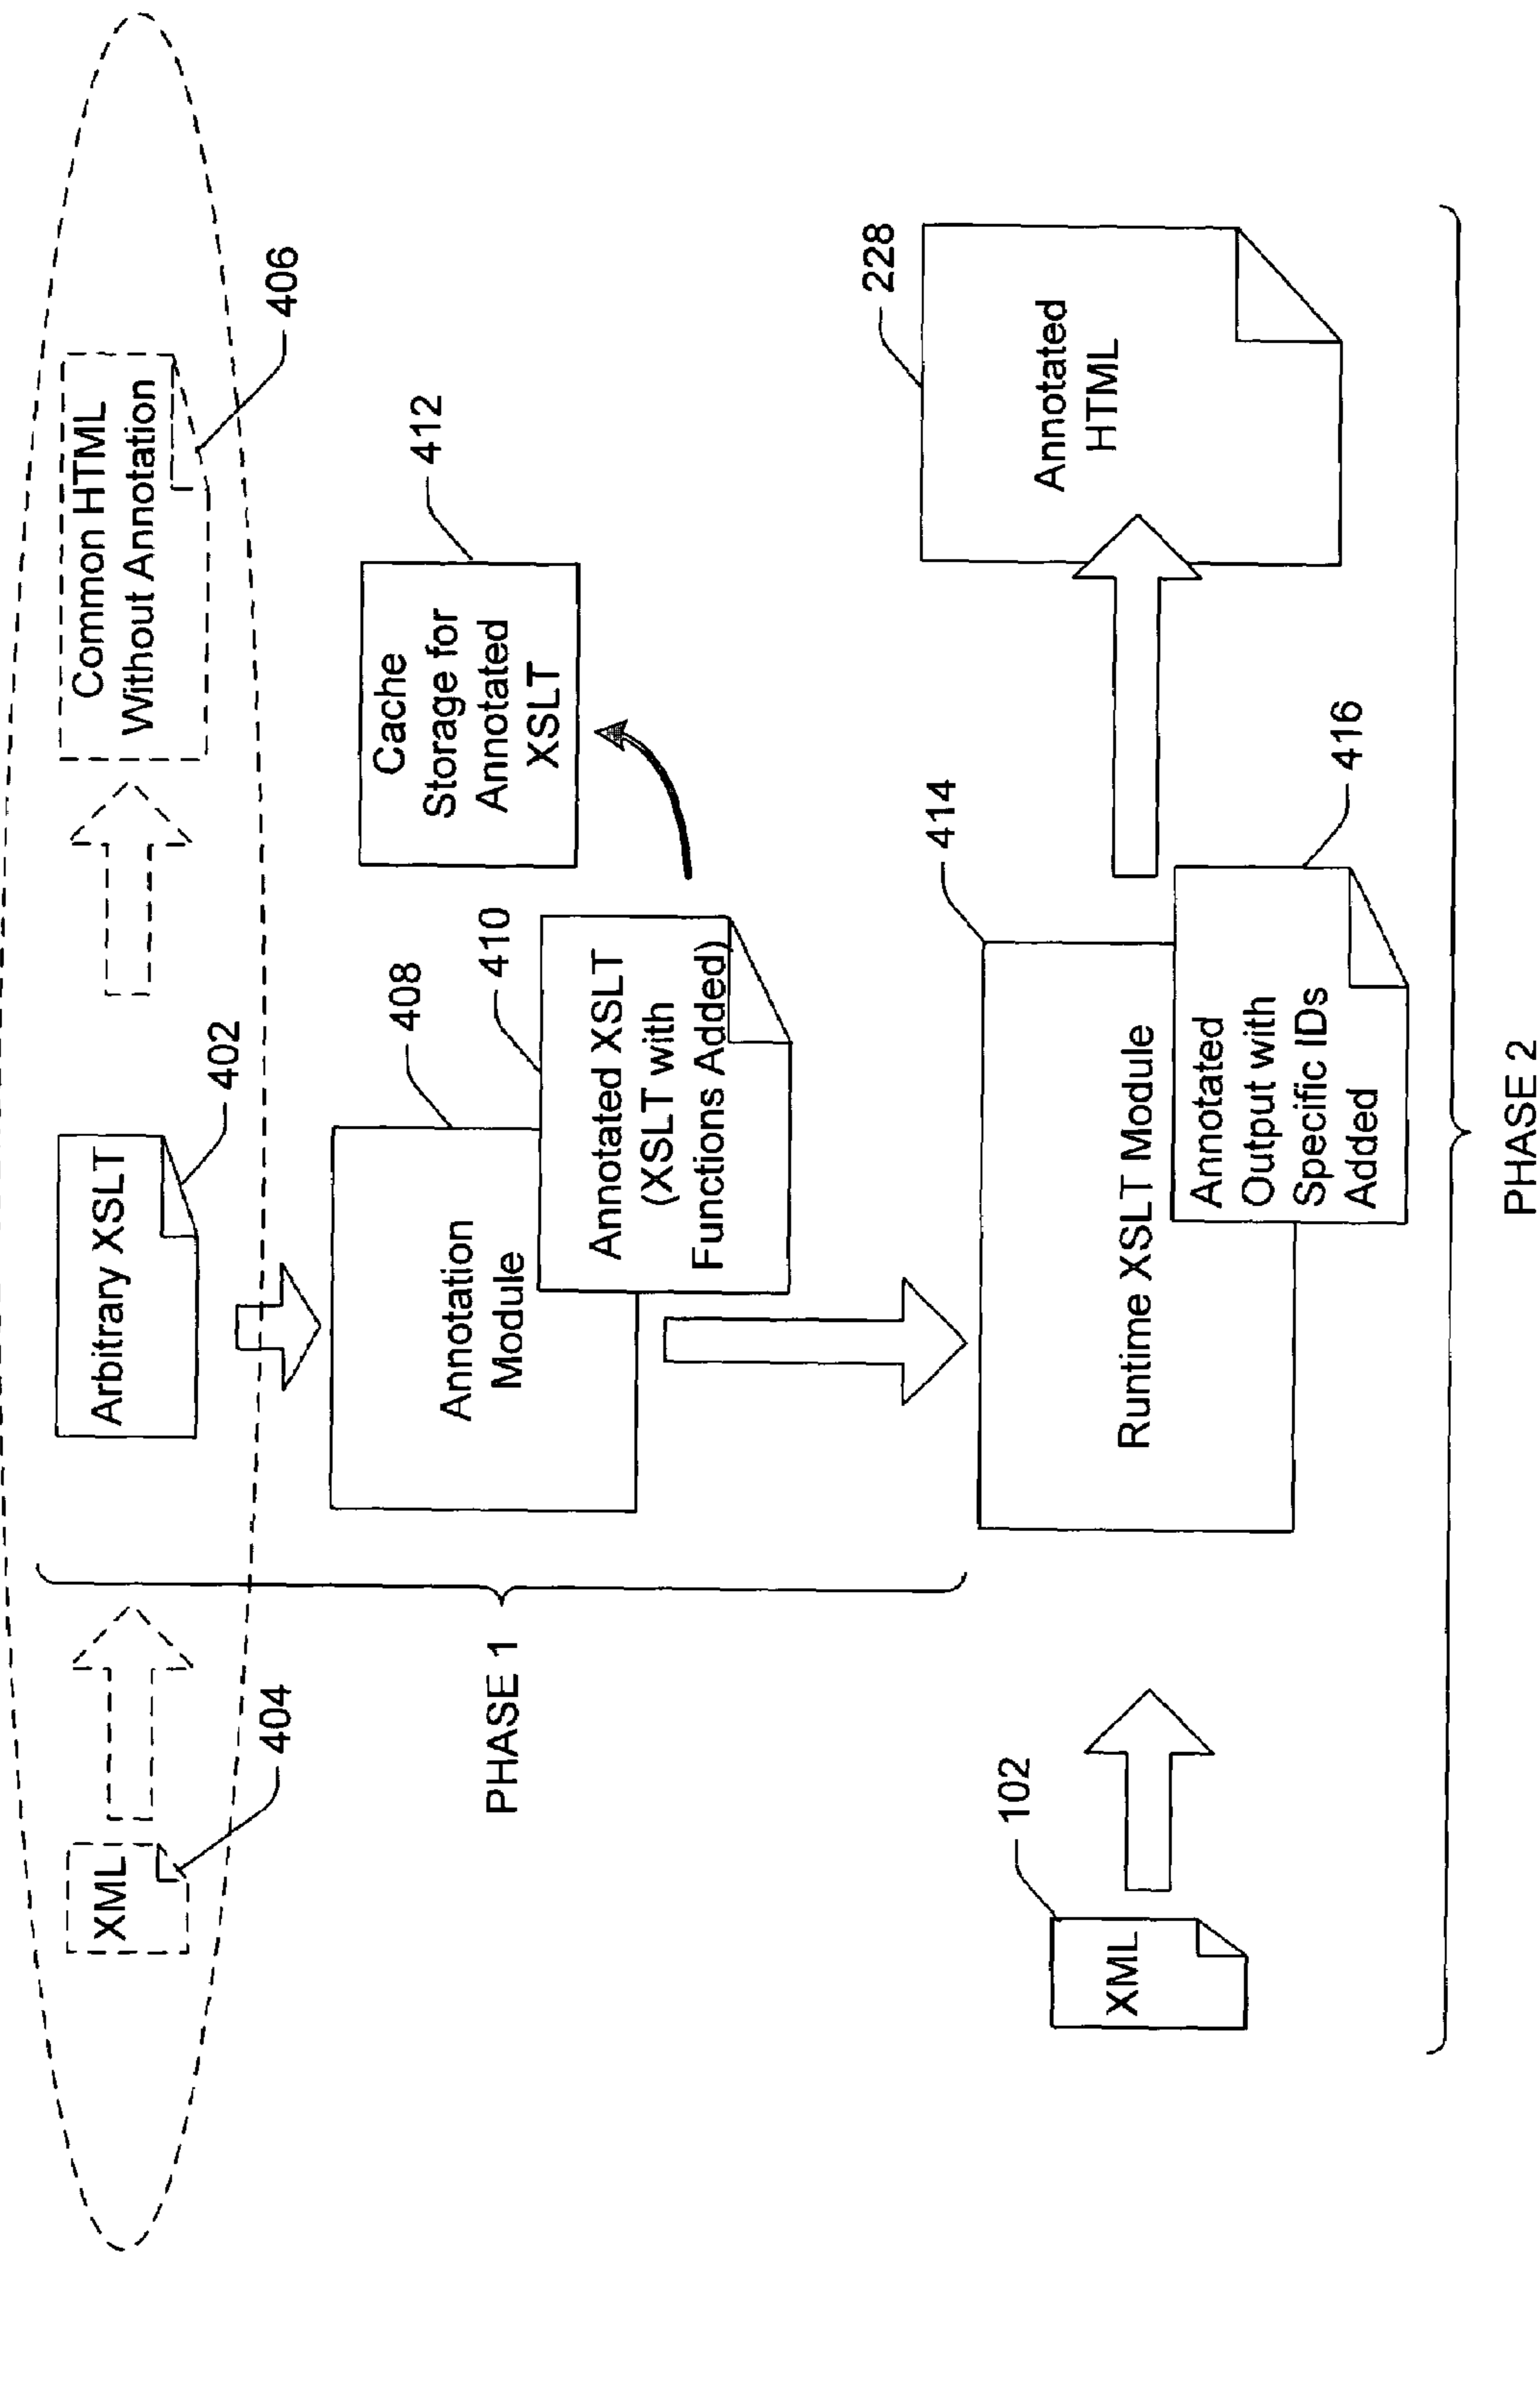 XML
404
Arbitrary XSLT
402
Common HTML
Without Annotation
406
PHASE 1
Annotation
Module
408
410
Annotated XSLT
(XSLT with
Functions Added)
Cache
Storage for
Annotated
XSLT
412
102
XML
Runtime XSLT Module
414
Annotated
Output with
Specific IDs
Added
416
Annotated
HTML
228
PHASE 2